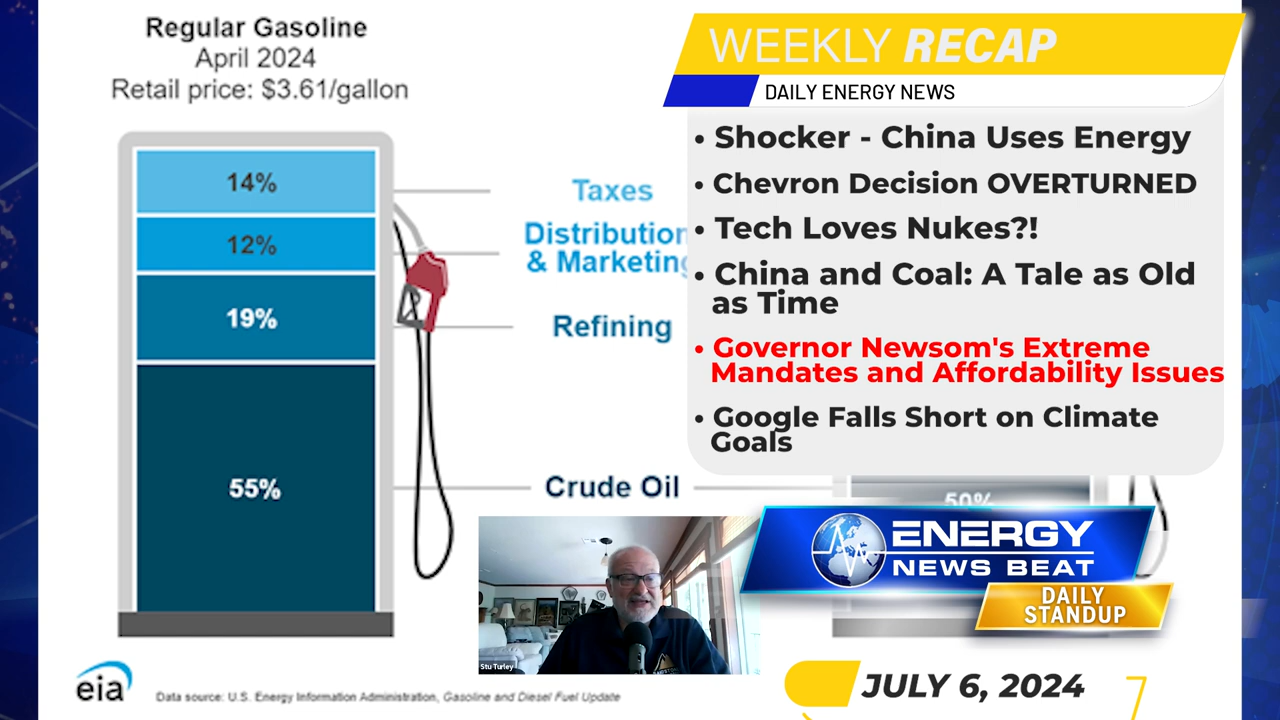 Regular Gasoline
April 2024
Retail price: $3.61/gallon
14%
12%
19%
55%
Taxes
Distribution
& Marketing
Refining
Crude Oil
50%
eia
Data source: U.S. Energy Information Administration, Gasoline and Diesel Fuel Update
WEEKLY RECAP
DAILY ENERGY NEWS
• Shocker - China Uses Energy
• Chevron Decision OVERTURNED
• Tech Loves Nukes?!
• China and Coal: A Tale as Old
as Time
• Governor Newsom's Extreme
Mandates and Affordability Issues
• Google Falls Short on Climate
Goals
Stu Turley
ENERGY
NEWS BEAT
DAILY
STANDUP
JULY 6, 2024